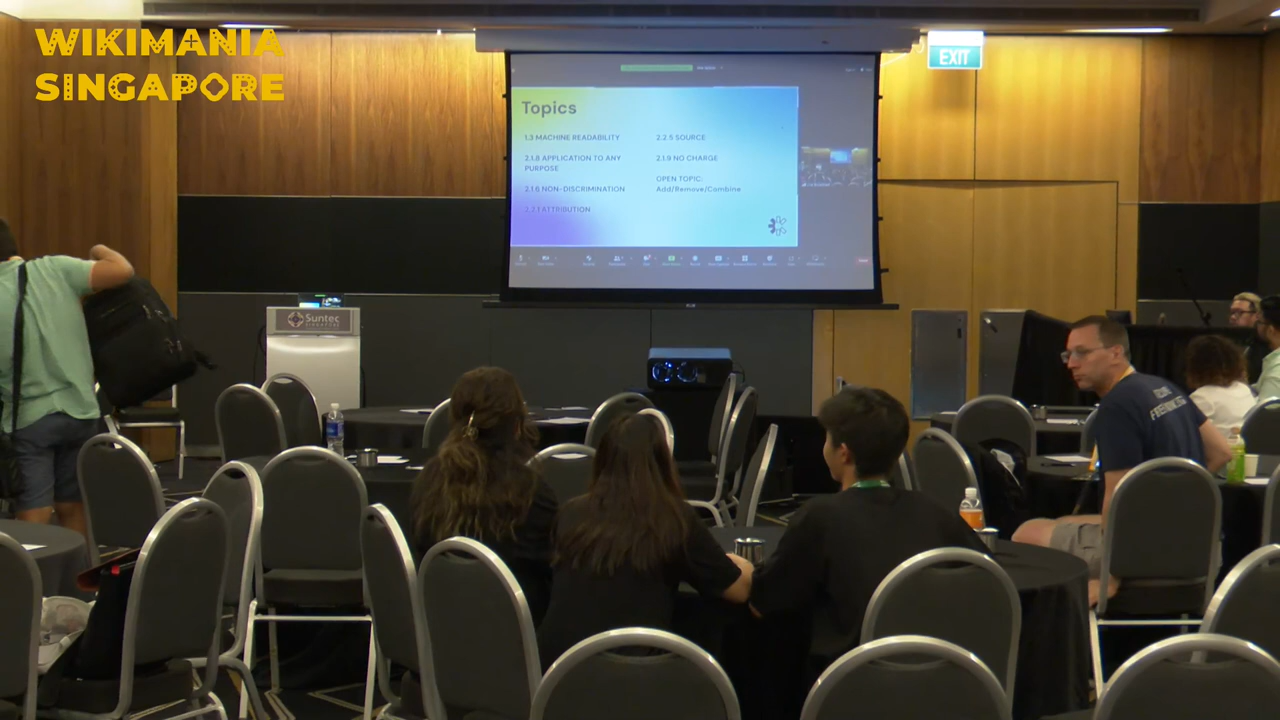 WIKIMANIA
SINGAPORE
EXIT
Topics
1.3 MACHINE READABILITY
2.1.8 APPLICATION TO ANY
PURPOSE
2.1.6 NON-DISCRIMINATION
2.2.1 ATTRIBUTION
2.2.5 SOURCE
2.1.9 NO CHARGE
OPEN TOPIC:
Add/Remove/Combine
Suntec
SINGAPORE